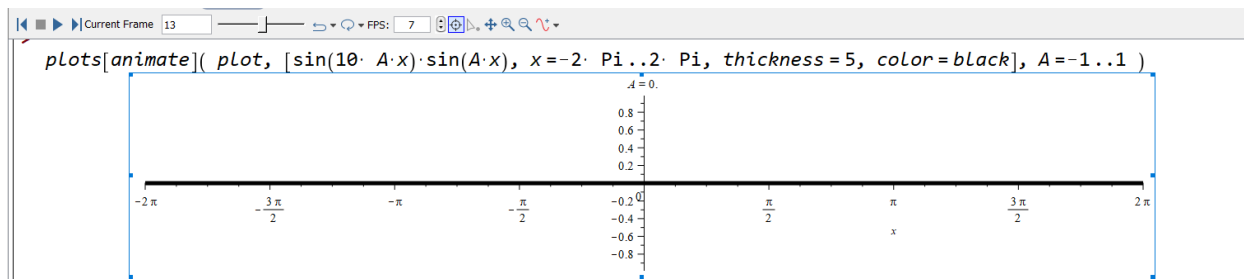 Current Frame 13 FPS: 7
plots[animate]( plot, [sin(10· A·x)·sin(A·x), x=-2· Pi..2· Pi, thickness=5, color=black], A=-1..1 )
A = 0.
0.8
0.6
0.4
0.2
-2 π -3 π/2 -π -π/2 0 π/2 π 3 π/2 2 π
-0.2
-0.4
x
-0.6
-0.8